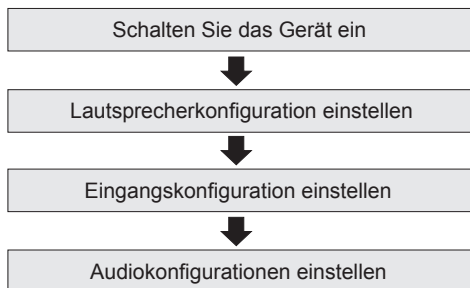 Schalten Sie das Gerät ein
Lautsprecherkonfiguration einstellen
Eingangskonfiguration einstellen
Audiokonfigurationen einstellen